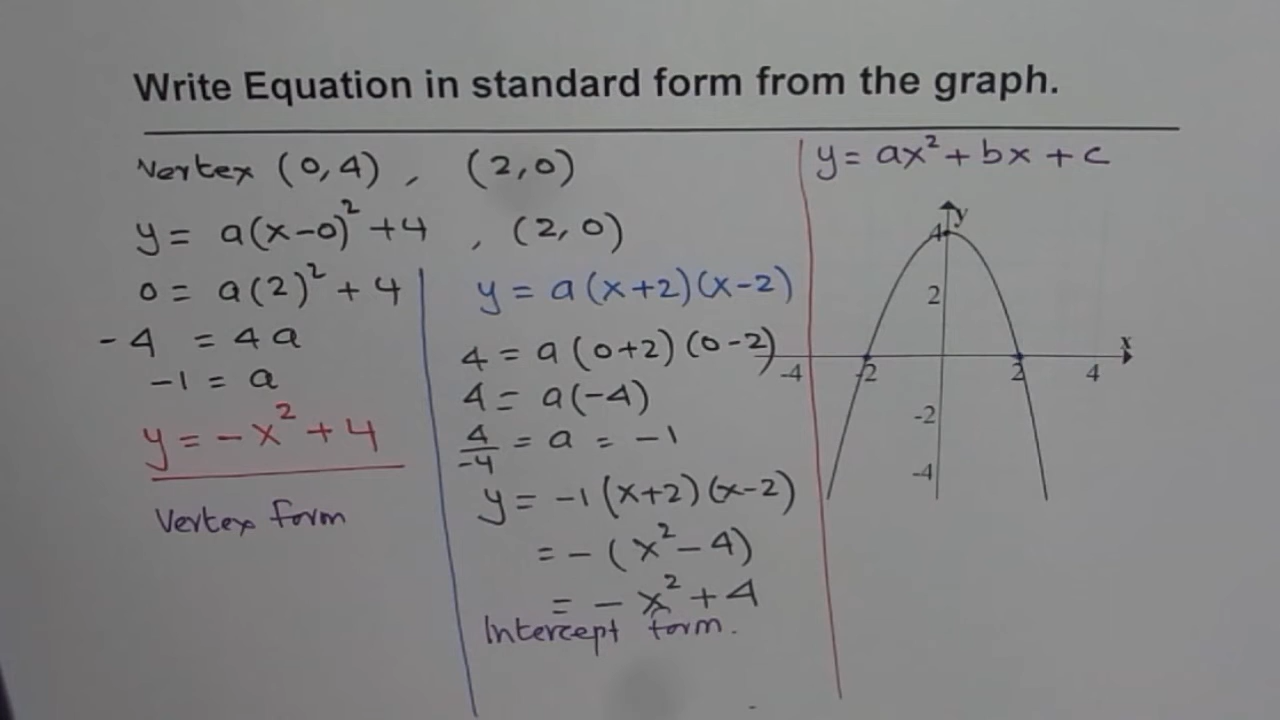 Write Equation in standard form from the graph.
Vertex (0,4) , (2,0)
y = a(x-0)² +4 , (2,0)
0 = a(2)² + 4
-4 = 4a
-1 = a
y = -x² + 4
Vertex form
y = a(x+2)(x-2)
4 = a(0+2)(0-2)
4 = a(-4)
4/-4 = a = -1
y = -1(x+2)(x-2)
= -(x²-4)
= -x²+4
Intercept form.
y = ax² + bx + c
y
4
2
x
-4 -2 2 4
-2
-4